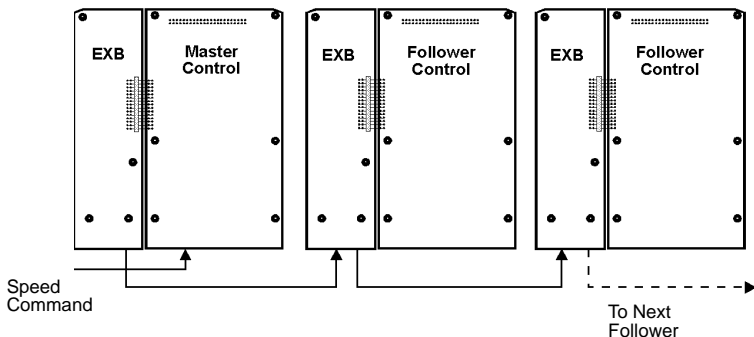 EXB
Master
Control
EXB
Follower
Control
EXB
Follower
Control
Speed
Command
To Next
Follower